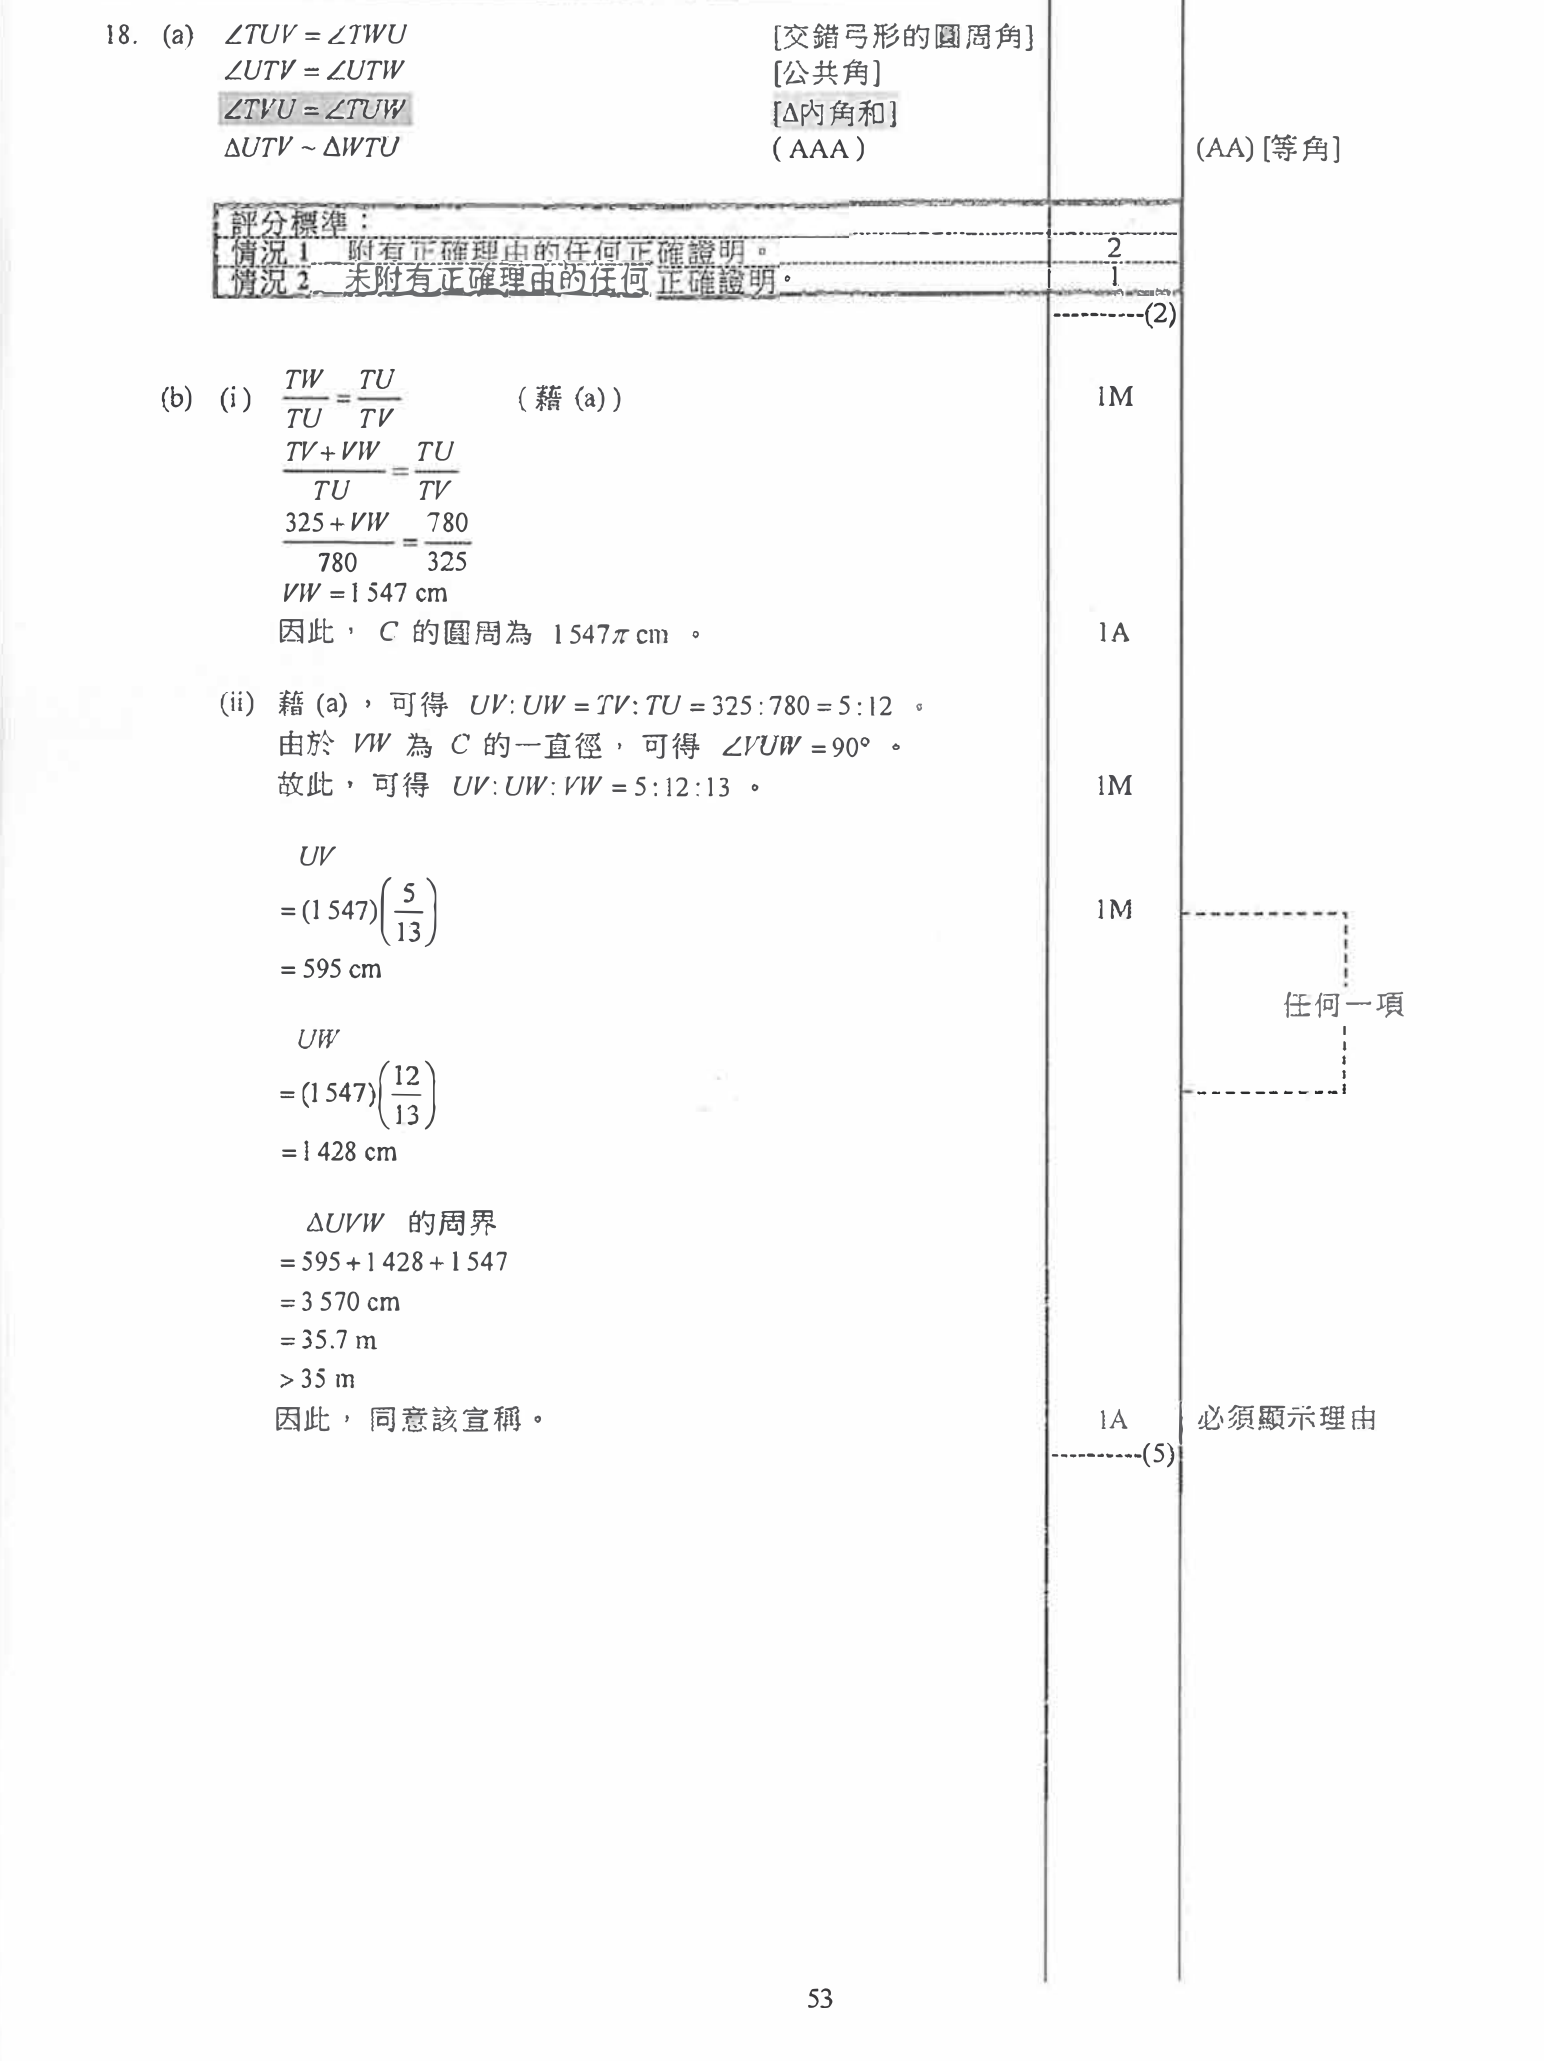 18. (a) ∠TUV = ∠TWU [交錯弓形的圓周角]
∠UTV = ∠UTW [公共角]
∠TVU = ∠TUW [Δ內角和]
ΔUTV ~ ΔWTU (AAA) (AA) [等角]
評分標準：
情況 1 附有正確理由的任何正確證明。 2
情況 2 未附有正確理由的任何正確證明。 1
----------(2)
(b) (i) TW/TU = TU/TV (藉 (a)) 1M
(TV + VW)/TU = TU/TV
(325 + VW)/780 = 780/325
VW = 1 547 cm
因此， C 的圓周為 1 547π cm 。 1A
(ii) 藉 (a) ，可得 UV : UW = TV : TU = 325 : 780 = 5 : 12 。
由於 VW 為 C 的一直徑，可得 ∠VUW = 90° 。
故此，可得 UV : UW : VW = 5 : 12 : 13 。 1M
UV
= (1 547)(5/13) 1M
= 595 cm
任何一項
UW
= (1 547)(12/13)
= 1 428 cm
ΔUVW 的周界
= 595 + 1 428 + 1 547
= 3 570 cm
= 35.7 m
> 35 m
因此， 同意該宣稱。 1A 必須顯示理由
----------(5)
53